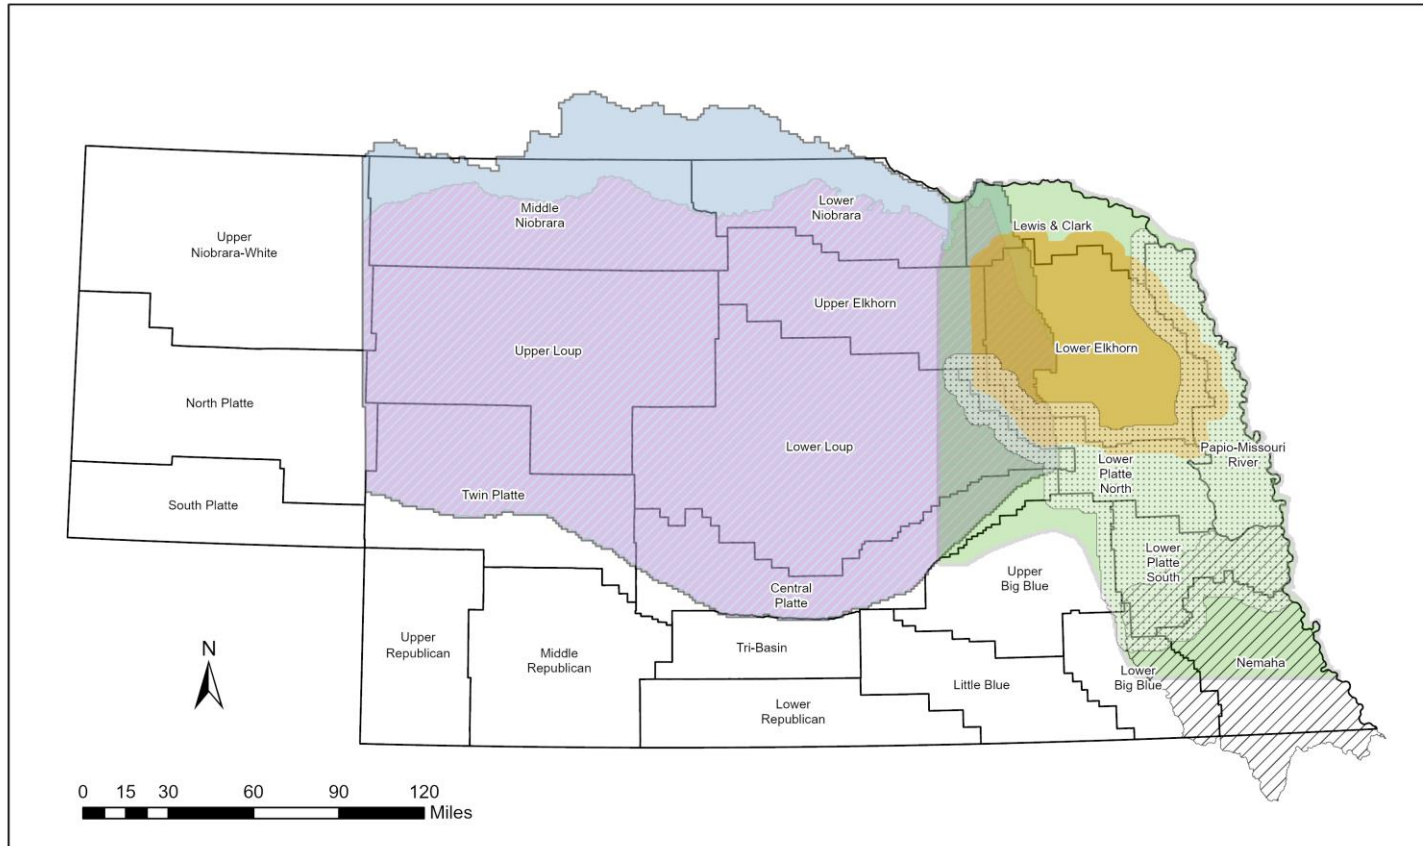 Upper
Niobrara-White
Middle
Niobrara
Lower
Niobrara
Lewis & Clark
Upper Elkhorn
Upper Loup
Lower Elkhorn
North Platte
Lower Loup
Papio-Missouri
River
Lower
Platte
North
Twin Platte
South Platte
Lower
Platte
South
Upper
Big Blue
Central
Platte
Upper
Republican
Middle
Republican
Tri-Basin
Little Blue
Lower
Big Blue
Nemaha
Lower
Republican
N
0 15 30 60 90 120
Miles